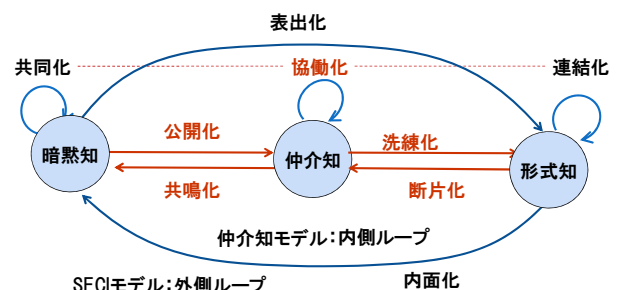 表出化
共同化
協働化
連結化
公開化
洗練化
暗黙知
仲介知
形式知
共鳴化
断片化
仲介知モデル:内側ループ
SECIモデル:外側ループ
内面化